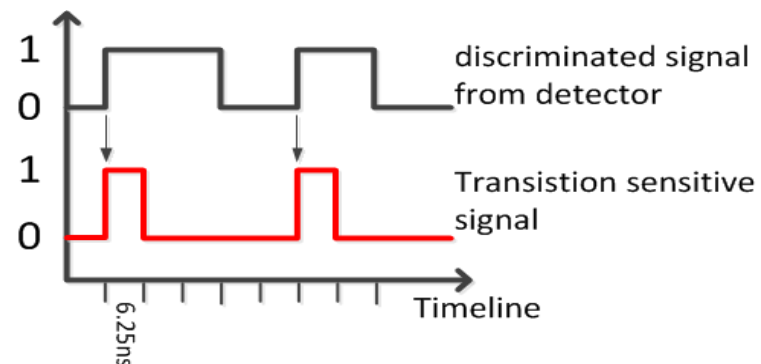 1
0
discriminated signal
from detector
1
0
Transistion sensitive
signal
Timeline
6.25ns